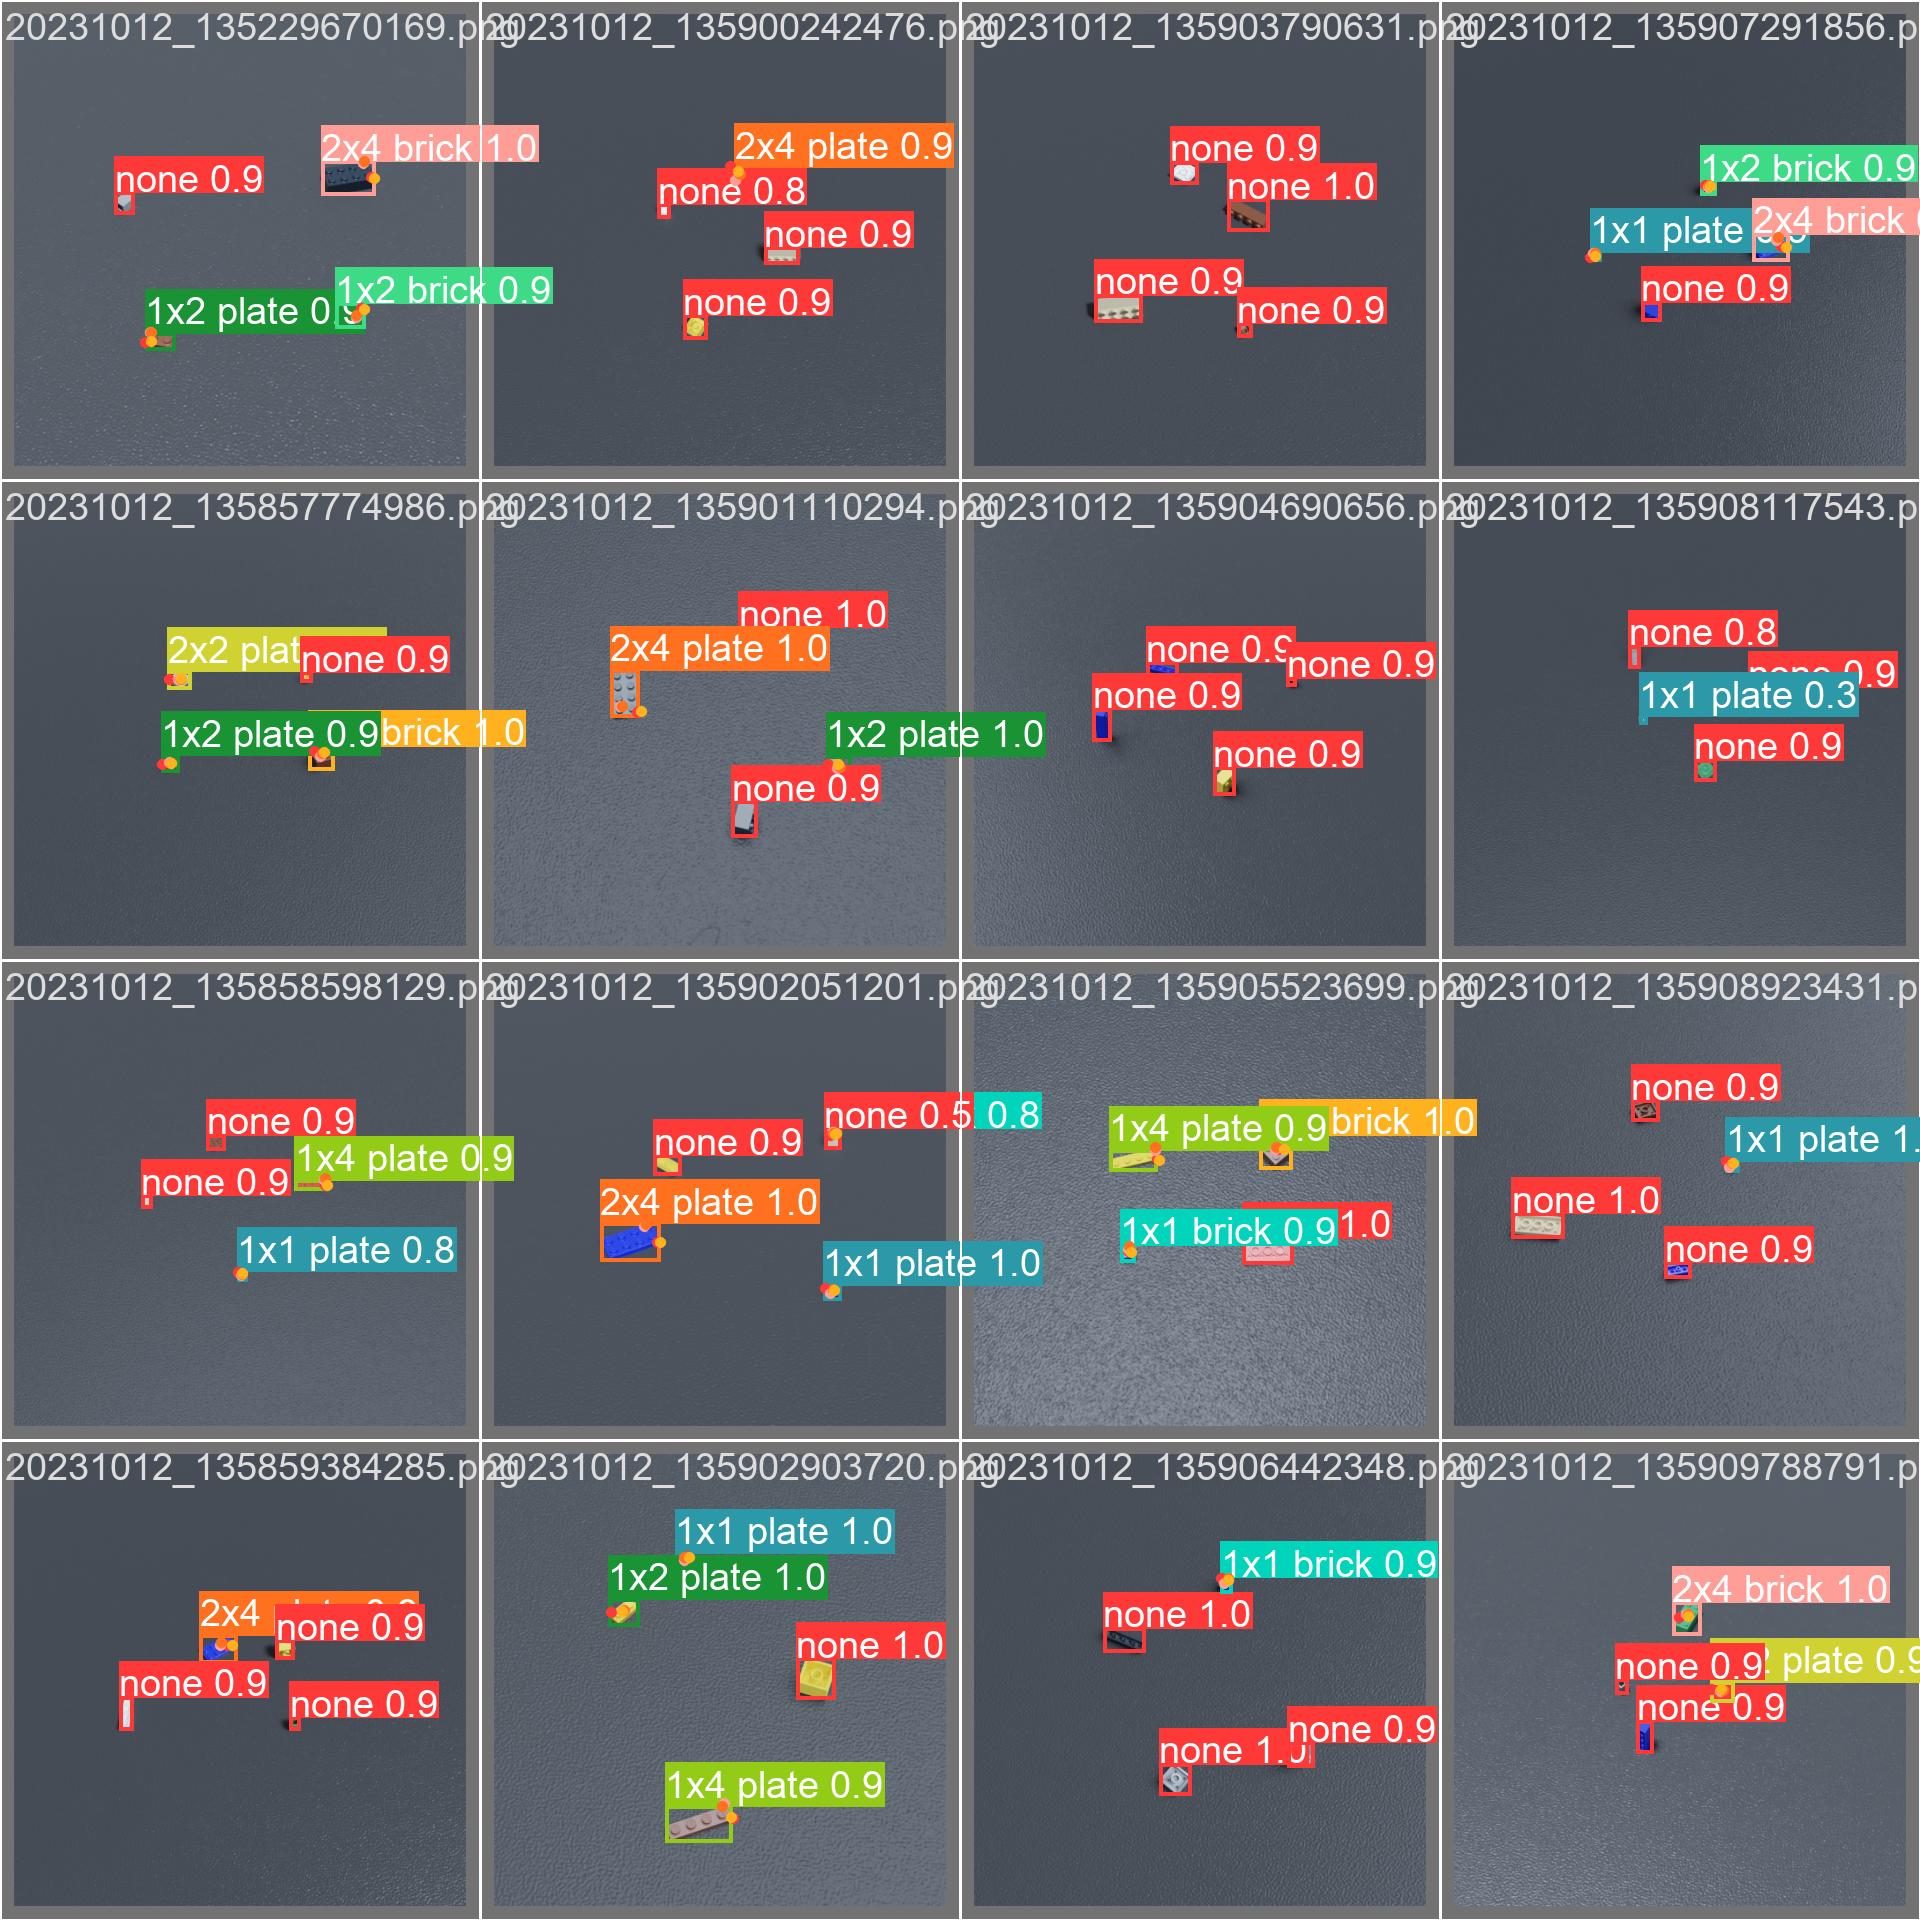 20231012_135229670169.png
20231012_135900242476.png
20231012_135903790631.png
20231012_135907291856.p
2x4 brick 1.0
none 0.9
1x2 brick 0.9
1x2 plate 0.9
2x4 plate 0.9
none 0.8
none 0.9
none 0.9
none 0.9
none 1.0
none 0.9
none 0.9
1x2 brick 0.9
2x4 brick
1x1 plate
none 0.9
20231012_135857774986.png
20231012_135901110294.png
20231012_135904690656.png
20231012_135908117543.p
2x2 plat
none 0.9
1x2 plate 0.9
brick 1.0
none 1.0
2x4 plate 1.0
1x2 plate 1.0
none 0.9
none 0.9
none 0.9
none 0.9
none 0.9
none 0.8
none 0.9
1x1 plate 0.3
none 0.9
20231012_135858598129.png
20231012_135902051201.png
20231012_135905523699.png
20231012_135908923431.p
none 0.9
1x4 plate 0.9
none 0.9
1x1 plate 0.8
none 0.5
0.8
none 0.9
2x4 plate 1.0
1x1 plate 1.0
1x4 plate 0.9
brick 1.0
1x1 brick 0.9
1.0
none 0.9
1x1 plate 1.
none 1.0
none 0.9
20231012_135859384285.png
20231012_135902903720.png
20231012_135906442348.png
20231012_135909788791.p
2x4
none 0.9
none 0.9
none 0.9
1x1 plate 1.0
1x2 plate 1.0
none 1.0
1x4 plate 0.9
1x1 brick 0.9
none 1.0
none 0.9
none 1.0
2x4 brick 1.0
none 0.9
plate 0.9
none 0.9